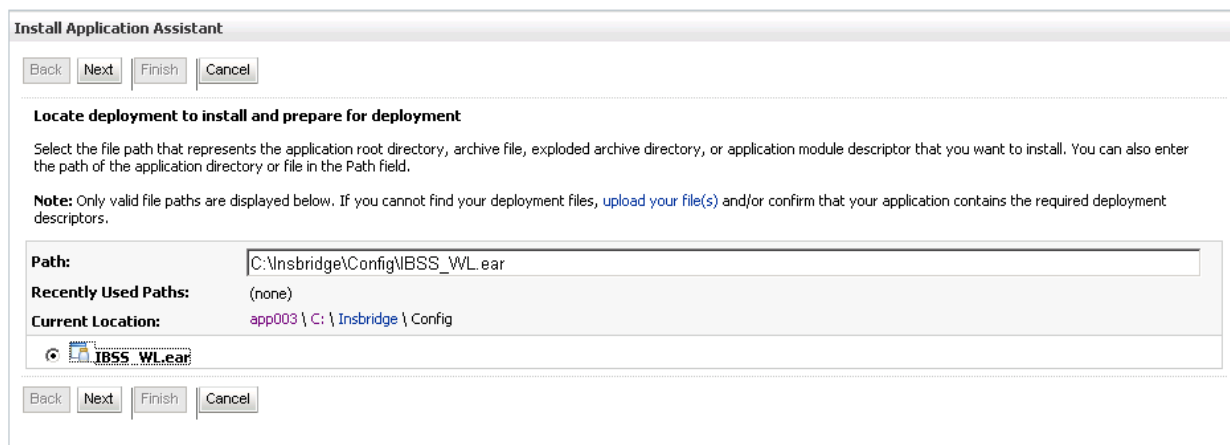 Install Application Assistant
Back Next Finish Cancel
Locate deployment to install and prepare for deployment
Select the file path that represents the application root directory, archive file, exploded archive directory, or application module descriptor that you want to install. You can also enter
the path of the application directory or file in the Path field.
Note: Only valid file paths are displayed below. If you cannot find your deployment files, upload your file(s) and/or confirm that your application contains the required deployment
descriptors.
Path: C:\Insbridge\Config\IBSS_WL.ear
Recently Used Paths: (none)
Current Location: app003 \ C: \ Insbridge \ Config
IBSS_WL.ear
Back Next Finish Cancel